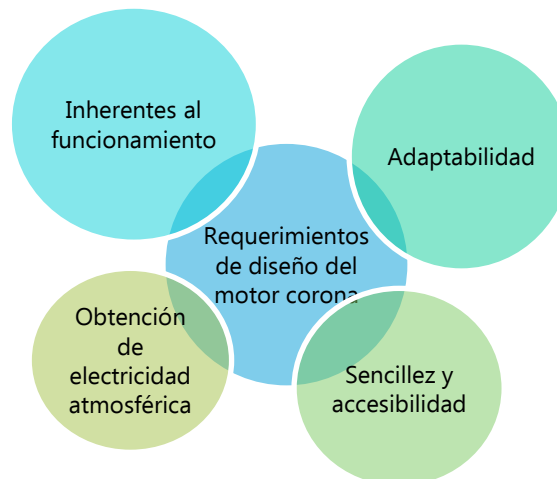 Inherentes al
funcionamiento
Adaptabilidad
Requerimientos
de diseño del
motor corona
Obtención
de
electricidad
atmosférica
Sencillez y
accesibilidad